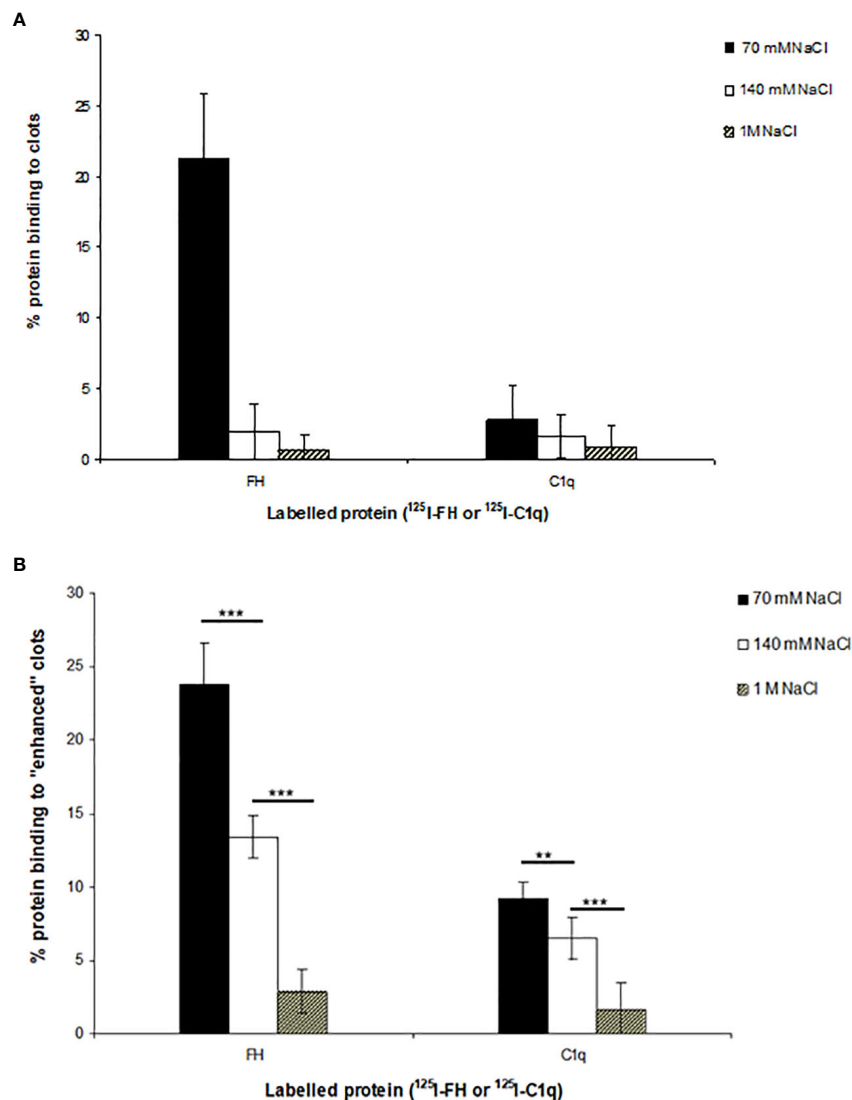 A
% protein binding to clots
30
25
20
15
10
5
0
70 mMNaCl
140 mMNaCl
1MNaCl
FH
C1q
Labelled protein (¹²⁵I-FH or ¹²⁵I-C1q)
B
% protein binding to "enhanced" clots
30
25
20
15
10
5
0
***
***
**
***
70 mM NaCl
140 mMNaCl
1 M NaCl
FH
C1q
Labelled protein (¹²⁵I-FH or ¹²⁵I-C1q)